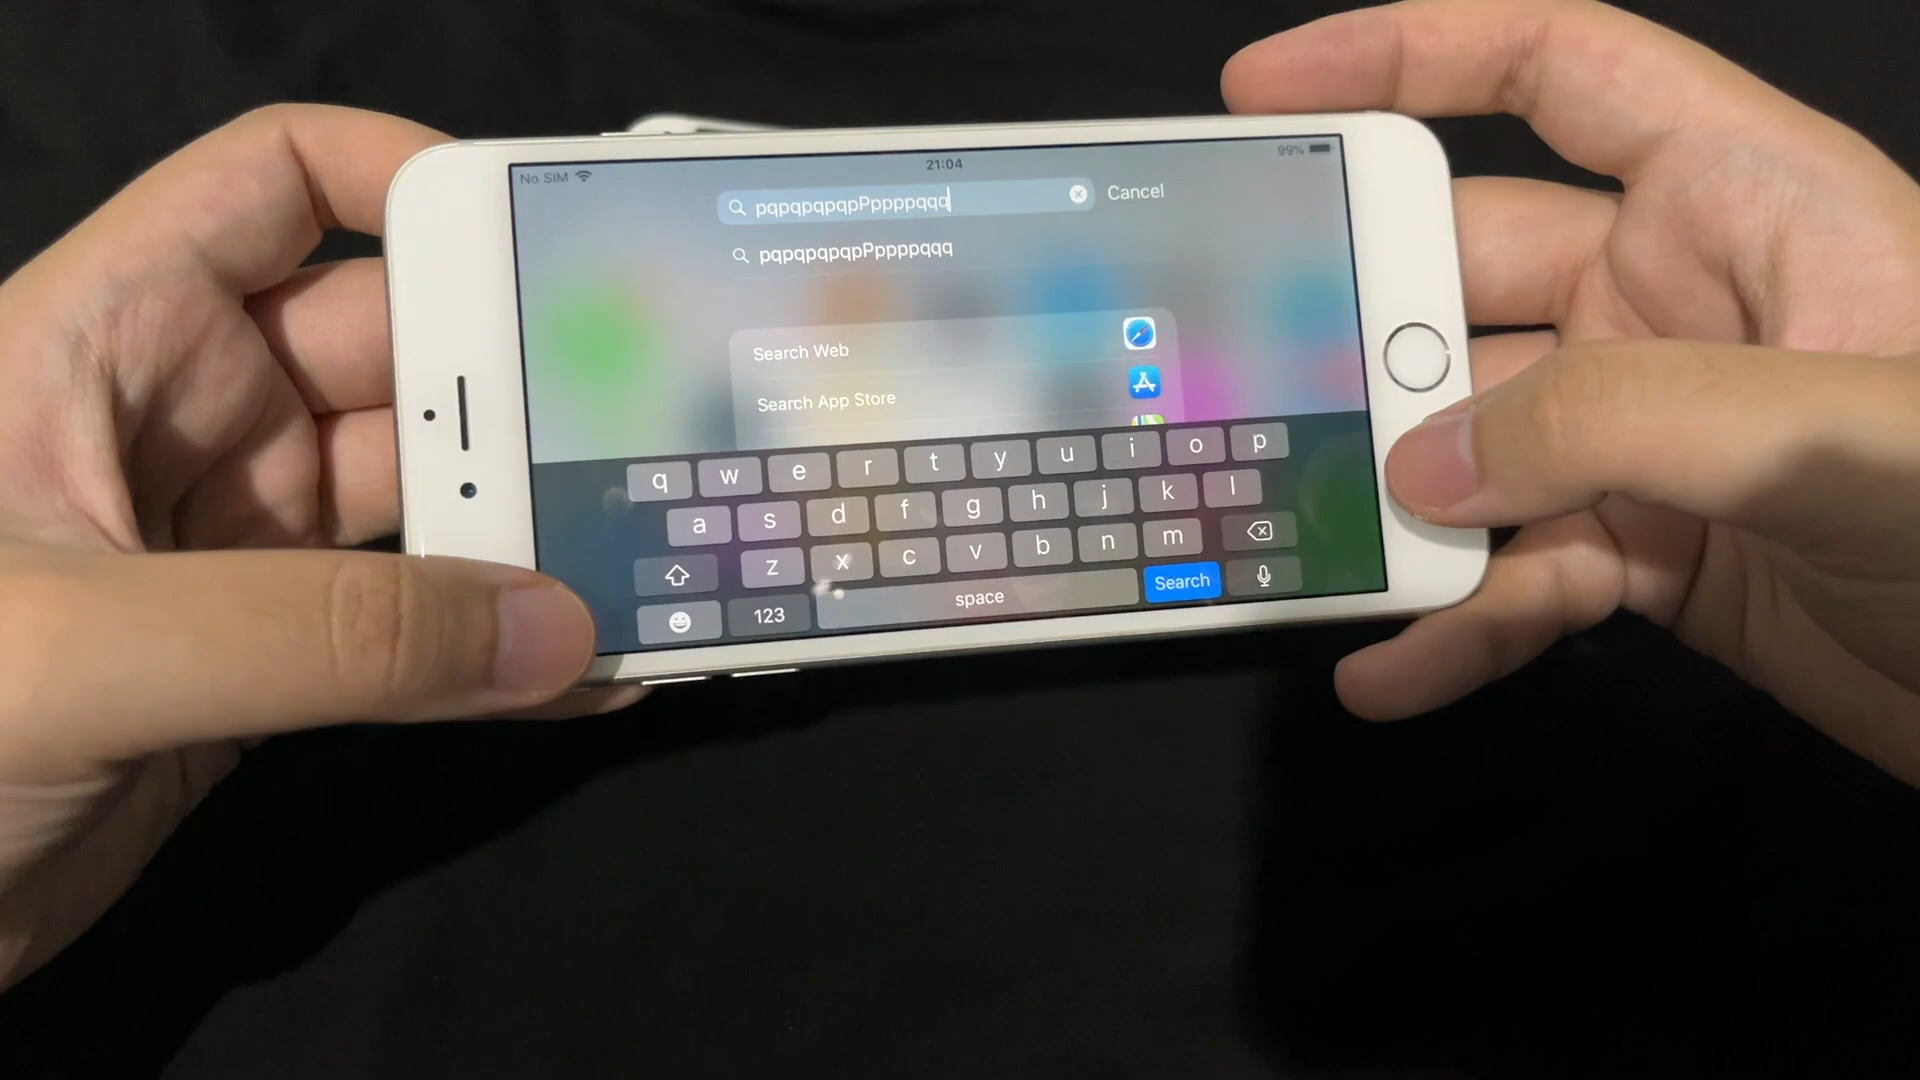 No SIM 21:04 99%
pqpqpqpqpPppppqqq Cancel
pqpqpqpqpPppppqqq
Search Web
Search App Store
q w e r t y u i o p
a s d f g h j k l
z x c v b n m
123 space Search